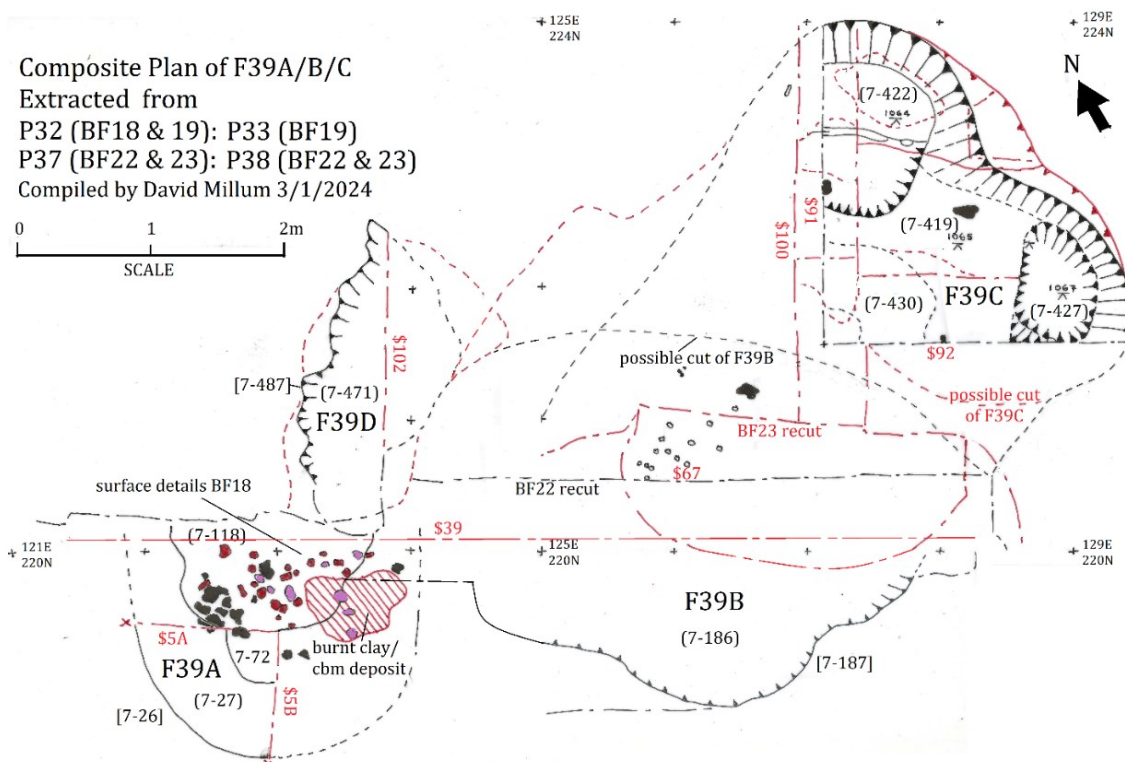 Composite Plan of F39A/B/C
Extracted from
P32 (BF18 & 19): P33 (BF19)
P37 (BF22 & 23): P38 (BF22 & 23)
Compiled by David Millum 3/1/2024
0 1 2m
SCALE
125E
224N
129E
224N
N
(7-422)
1064
$91
$100
(7-419)
1065
F39C
(7-430)
1067
(7-427)
$92
possible cut of F39B
possible cut
of F39C
$102
[7-487]
(7-471)
F39D
BF23 recut
$67
BF22 recut
surface details BF18
(7-118)
$39
121E
220N
125E
220N
129E
220N
$5A
7-72
burnt clay/
cbm deposit
F39A
(7-27)
$5B
[7-26]
F39B
(7-186)
[7-187]